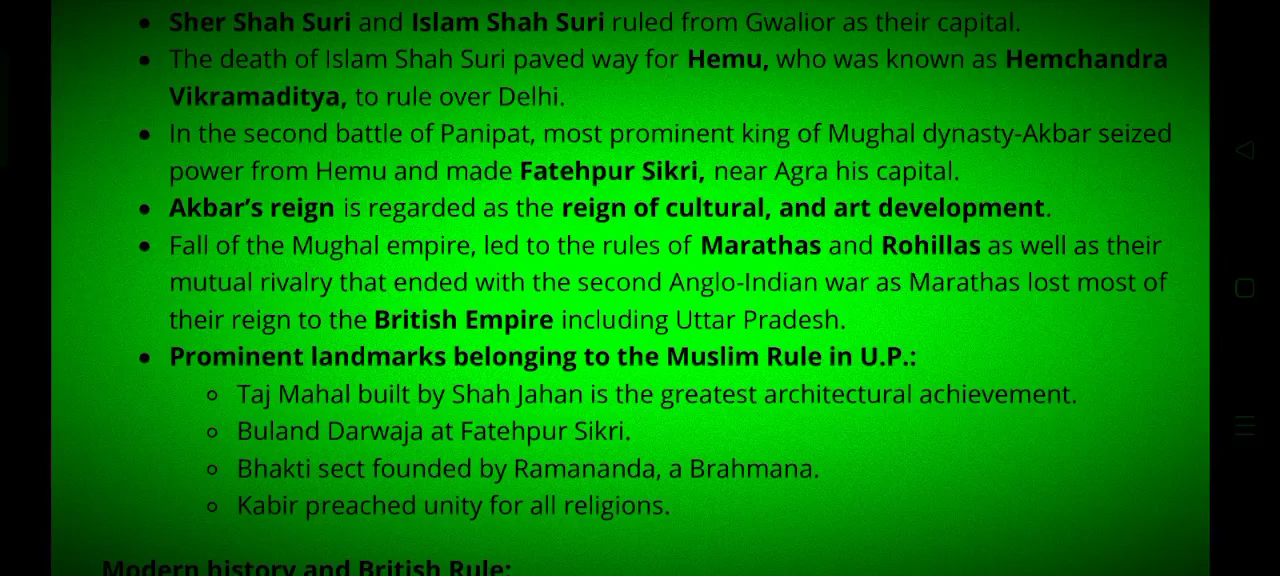 • Sher Shah Suri and Islam Shah Suri ruled from Gwalior as their capital.
• The death of Islam Shah Suri paved way for Hemu, who was known as Hemchandra
Vikramaditya, to rule over Delhi.
• In the second battle of Panipat, most prominent king of Mughal dynasty-Akbar seized
power from Hemu and made Fatehpur Sikri, near Agra his capital.
• Akbar’s reign is regarded as the reign of cultural, and art development.
• Fall of the Mughal empire, led to the rules of Marathas and Rohillas as well as their
mutual rivalry that ended with the second Anglo-Indian war as Marathas lost most of
their reign to the British Empire including Uttar Pradesh.
• Prominent landmarks belonging to the Muslim Rule in U.P.:
○ Taj Mahal built by Shah Jahan is the greatest architectural achievement.
○ Buland Darwaja at Fatehpur Sikri.
○ Bhakti sect founded by Ramananda, a Brahmana.
○ Kabir preached unity for all religions.
Modern history and British Rule: